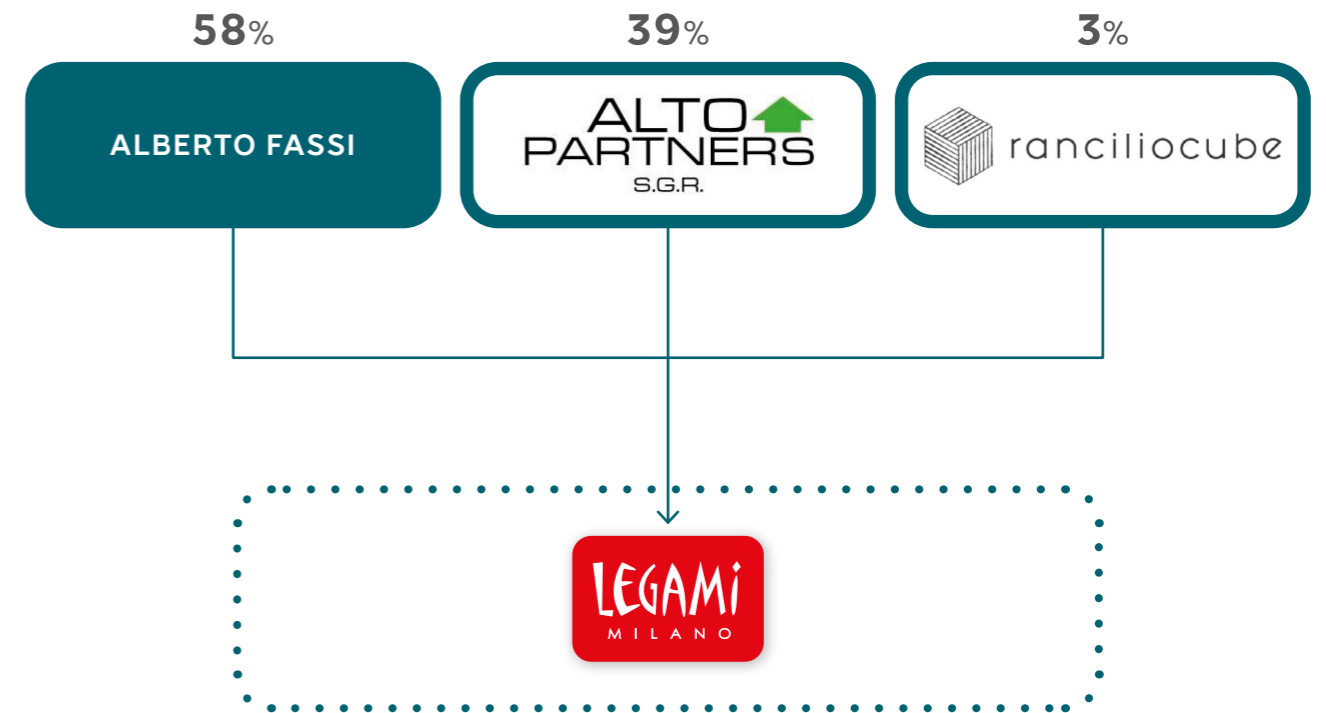 58%
39%
3%
ALBERTO FASSI
ALTO
PARTNERS
S.G.R.
ranciliocube
LEGAMi
MILANO